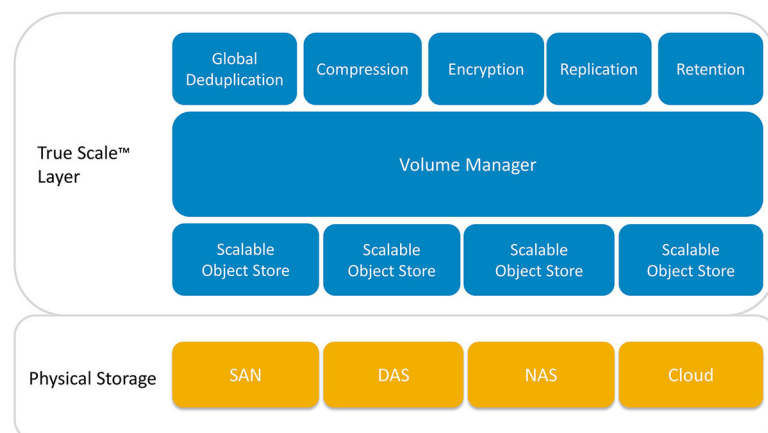 Global
Deduplication
Compression
Encryption
Replication
Retention
True Scale™
Layer
Volume Manager
Scalable
Object Store
Scalable
Object Store
Scalable
Object Store
Scalable
Object Store
Physical Storage
SAN
DAS
NAS
Cloud